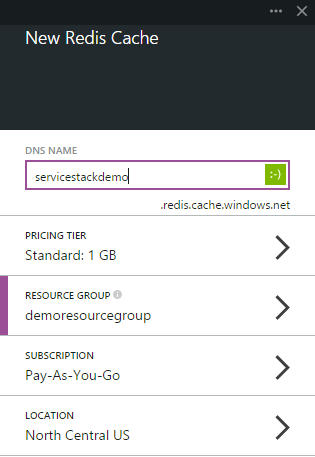 New Redis Cache
DNS NAME
servicestackdemo
:-)
.redis.cache.windows.net
PRICING TIER
Standard: 1 GB
RESOURCE GROUP
demoresourcegroup
SUBSCRIPTION
Pay-As-You-Go
LOCATION
North Central US